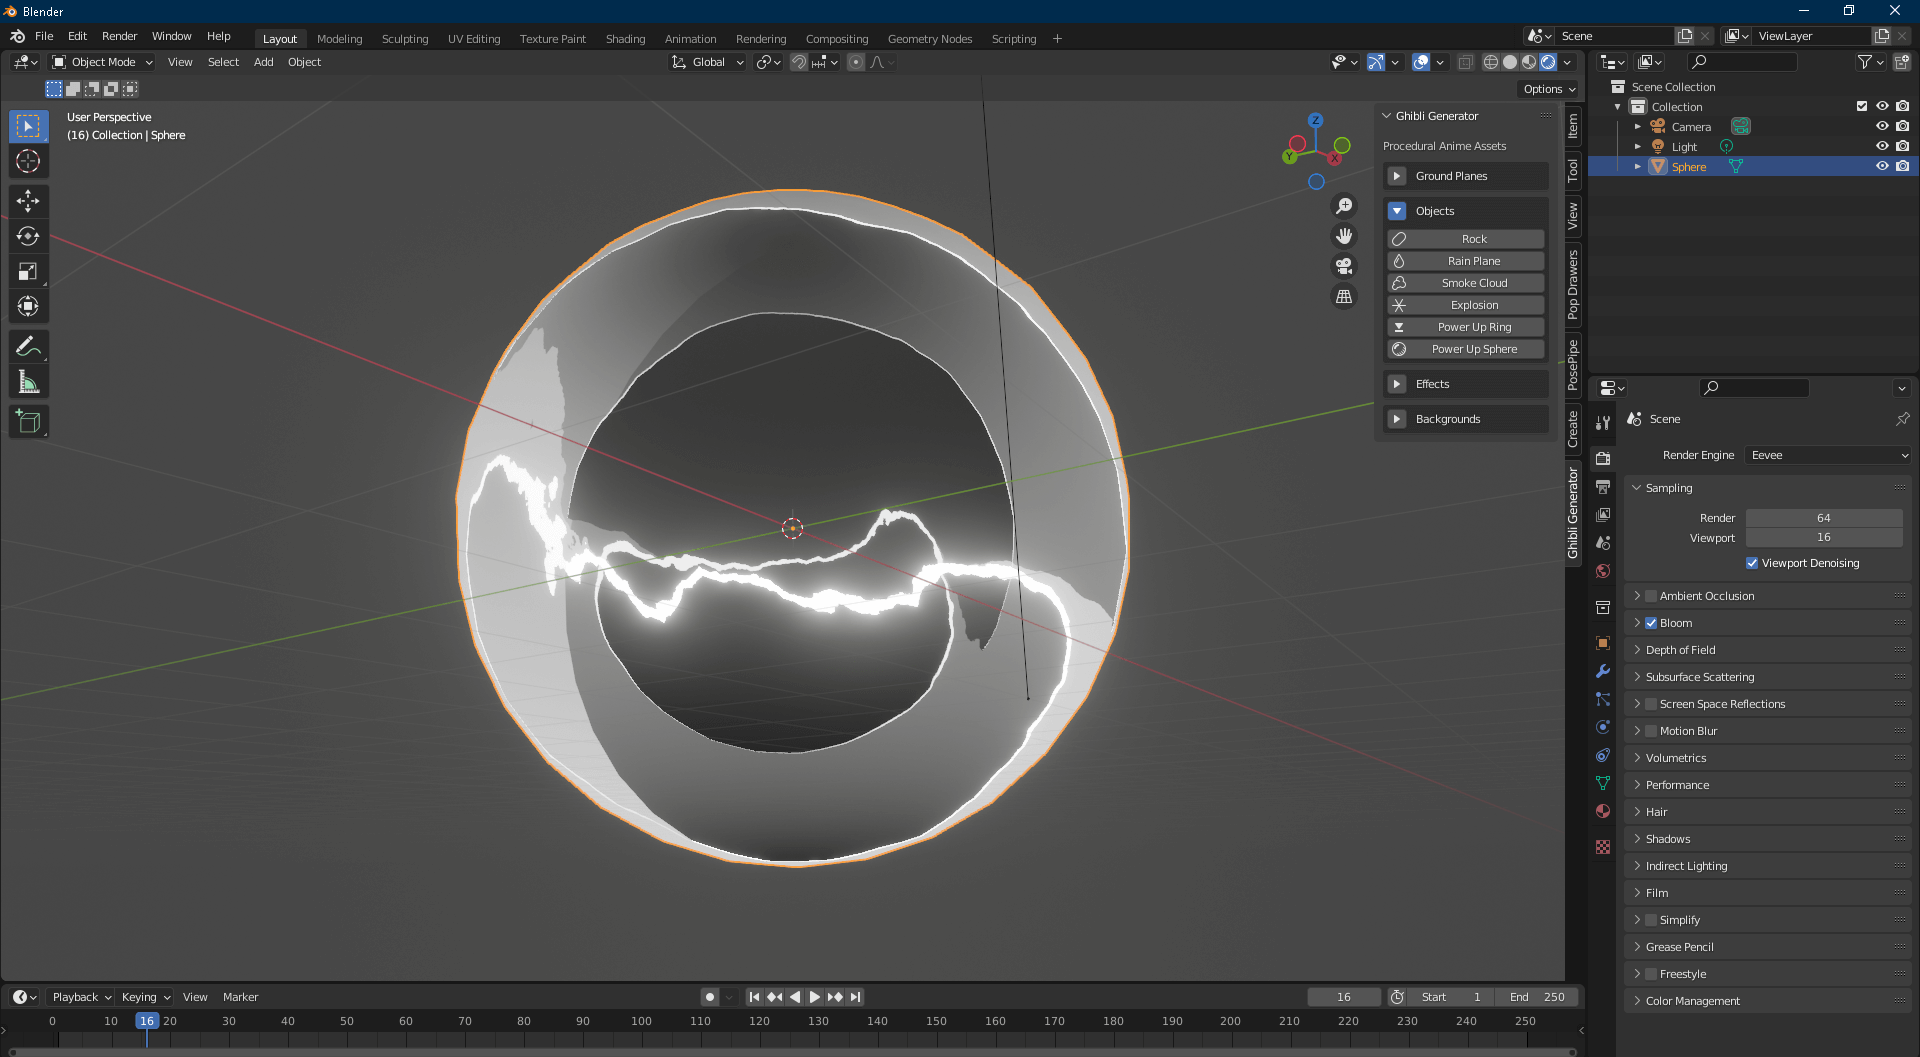 Blender
File Edit Render Window Help Layout Modeling Sculpting UV Editing Texture Paint Shading Animation Rendering Compositing Geometry Nodes Scripting + Scene ViewLayer
Object Mode View Select Add Object Global
Options
User Perspective
(16) Collection | Sphere
Z
Y
X
Ghibli Generator
Procedural Anime Assets
Ground Planes
Objects
Rock
Rain Plane
Smoke Cloud
Explosion
Power Up Ring
Power Up Sphere
Effects
Backgrounds
Item
Tool
View
Pop Drawers
PosePipe
Create
Ghibli Generator
Scene Collection
Collection
Camera
Light
Sphere
Scene
Render Engine Eevee
Sampling
Render 64
Viewport 16
Viewport Denoising
Ambient Occlusion
Bloom
Depth of Field
Subsurface Scattering
Screen Space Reflections
Motion Blur
Volumetrics
Performance
Hair
Shadows
Indirect Lighting
Film
Simplify
Grease Pencil
Freestyle
Color Management
Playback Keying View Marker 16 Start 1 End 250
0 10 16 20 30 40 50 60 70 80 90 100 110 120 130 140 150 160 170 180 190 200 210 220 230 240 250